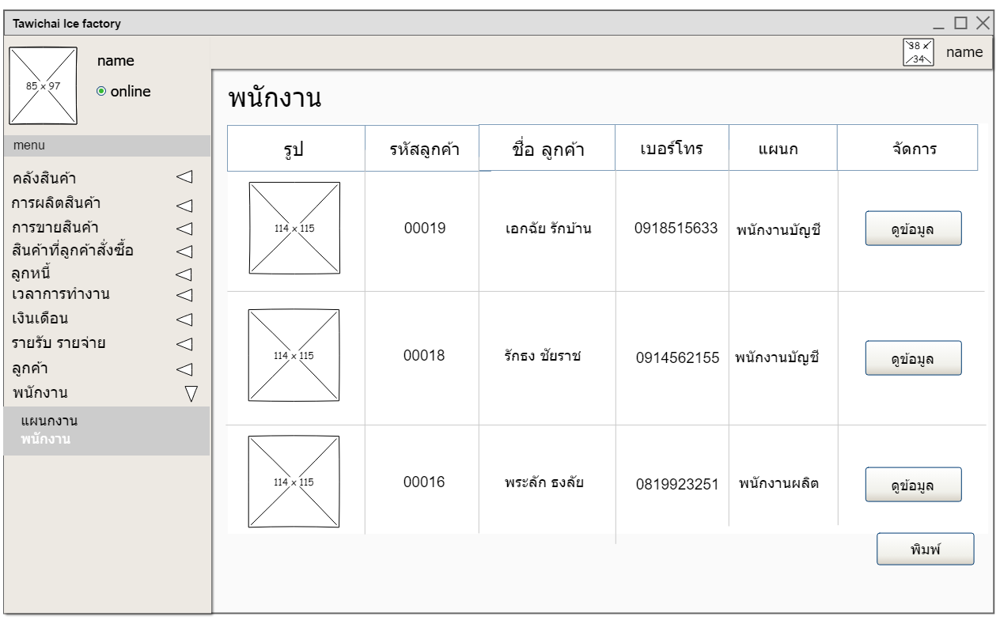 Tawichai Ice factory
38 x 34
name
85 x 97
name
online
menu
คลังสินค้า
การผลิตสินค้า
การขายสินค้า
สินค้าที่ลูกค้าสั่งซื้อ
ลูกหนี้
เวลาการทำงาน
เงินเดือน
รายรับ รายจ่าย
ลูกค้า
พนักงาน
แผนกงาน
พนักงาน
พนักงาน
รูป รหัสลูกค้า ชื่อ ลูกค้า เบอร์โทร แผนก จัดการ
114 x 115 00019 เอกฉัย รักบ้าน 0918515633 พนักงานบัญชี ดูข้อมูล
114 x 115 00018 รักธง ชัยราช 0914562155 พนักงานบัญชี ดูข้อมูล
114 x 115 00016 พระลัก ธงลัย 0819923251 พนักงานผลิต ดูข้อมูล
พิมพ์